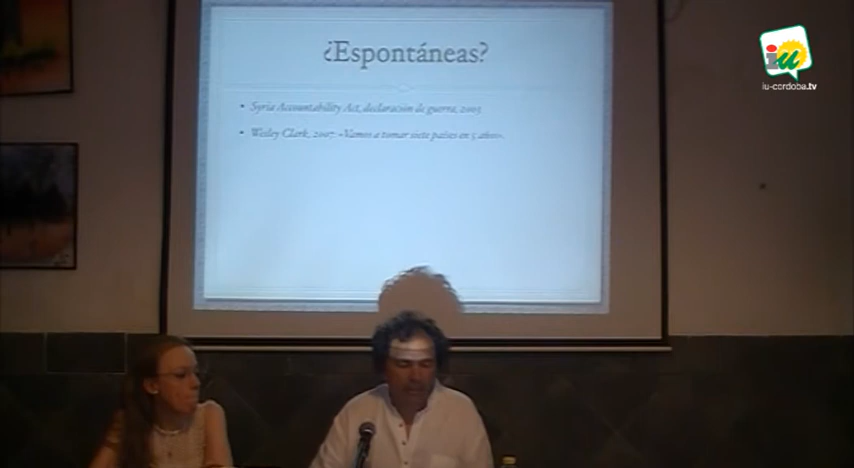 ¿Espontáneas?
• Syria Accountability Act, declaración de guerra, 2003
• Wesley Clark, 2007: «Vamos a tomar siete países en 5 años».
iu
iu-cordoba.tv